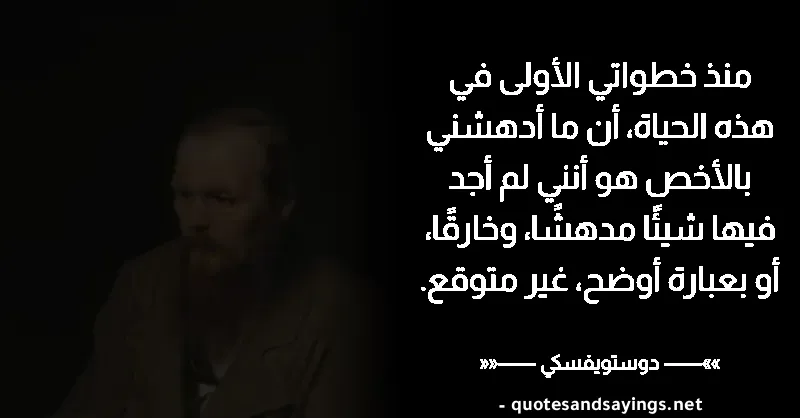 منذ خطواتي الأولى في
هذه الحياة، أن ما أدهشني
بالأخص هو أنني لم أجد
فيها شيئًا مدهشًا، وخارقًا،
أو بعبارة أوضح، غير متوقع.
»»—— دوستويفسكي ——««
- quotesandsayings.net